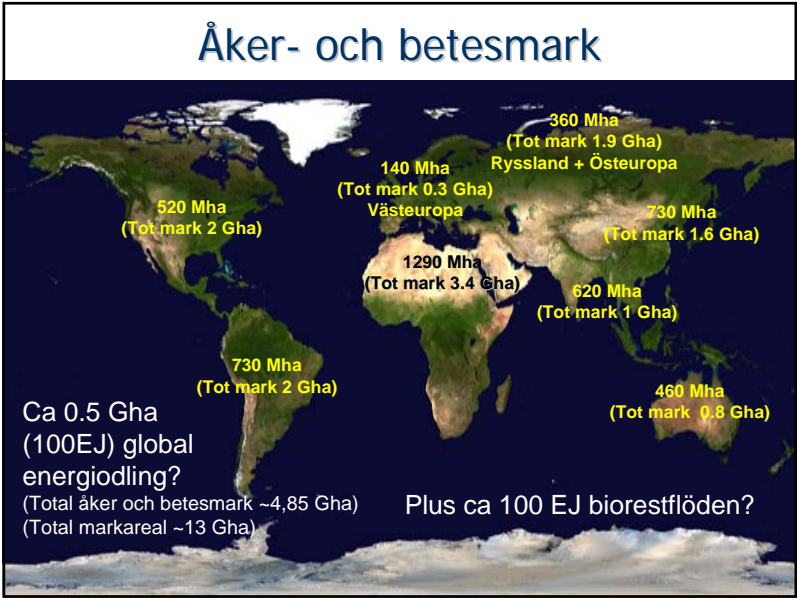 Åker- och betesmark
360 Mha
(Tot mark 1.9 Gha)
Ryssland + Östeuropa
140 Mha
(Tot mark 0.3 Gha)
Västeuropa
520 Mha
(Tot mark 2 Gha)
730 Mha
(Tot mark 1.6 Gha)
1290 Mha
(Tot mark 3.4 Gha)
620 Mha
(Tot mark 1 Gha)
730 Mha
(Tot mark 2 Gha)
460 Mha
(Tot mark 0.8 Gha)
Ca 0.5 Gha
(100EJ) global
energiodling?
(Total åker och betesmark ~4,85 Gha)
(Total markareal ~13 Gha)
Plus ca 100 EJ biorestflöden?